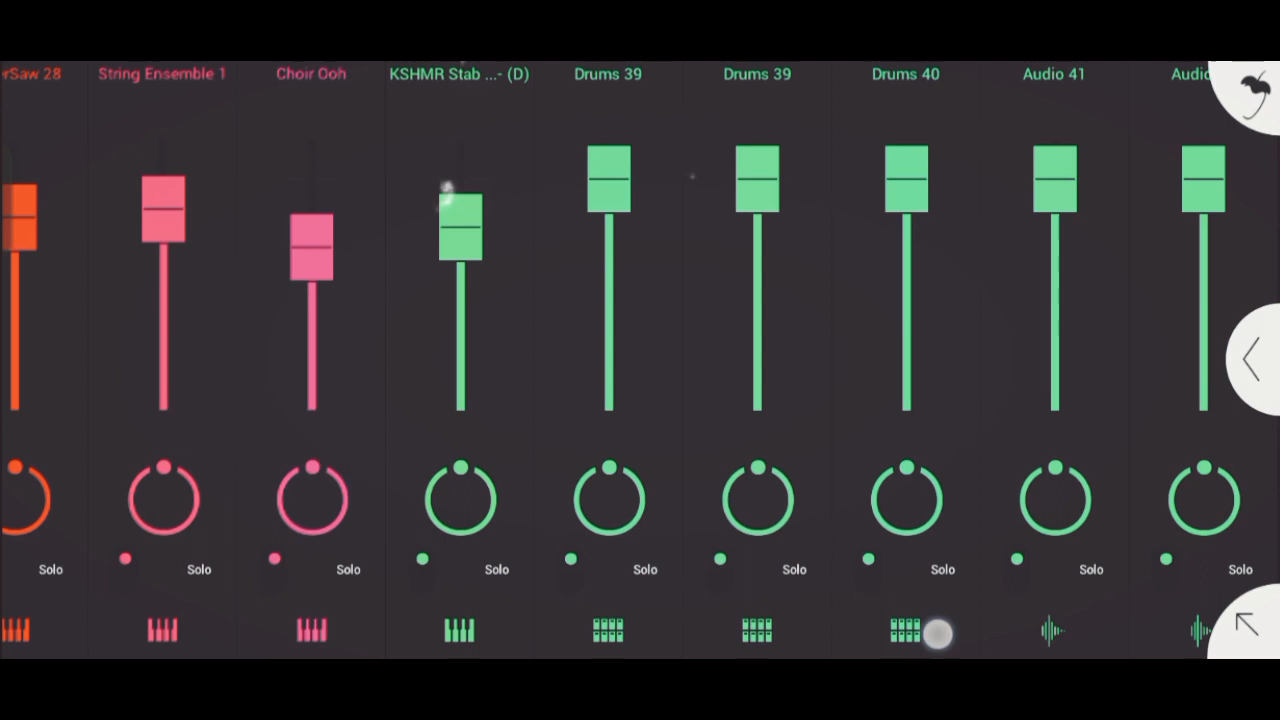 rSaw 28
String Ensemble 1
Choir Ooh
KSHMR Stab ...- (D)
Drums 39
Drums 39
Drums 40
Audio 41
Audio
Solo
Solo
Solo
Solo
Solo
Solo
Solo
Solo
Solo